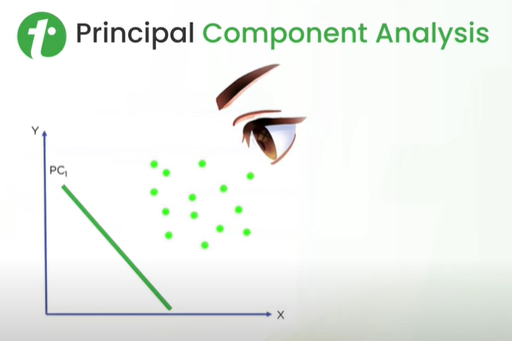 Principal Component Analysis
Y
PC₁
X